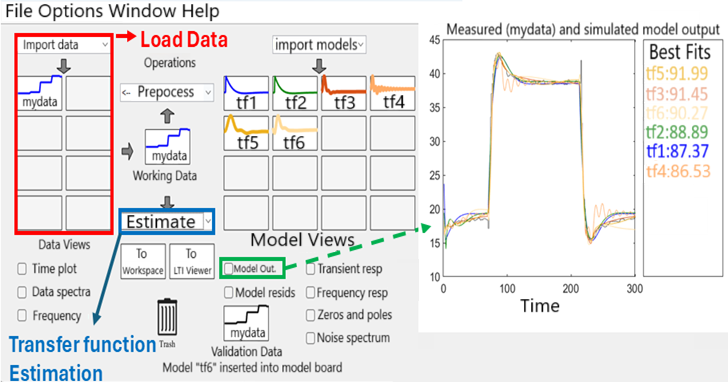 File Options Window Help
Import data
Load Data
import models
Operations
mydata
<-- Prepocess
tf1
tf2
tf3
tf4
mydata
tf5
tf6
Working Data
Estimate
Data Views
To
Workspace
To
LTI Viewer
Model Views
Time plot
Model Out.
Transient resp
Data spectra
Model resids
Frequency resp
Frequency
Trash
mydata
Zeros and poles
Noise spectrum
Transfer function
Estimation
Validation Data
Model "tf6" inserted into model board
Measured (mydata) and simulated model output
45
40
35
30
25
20
15
10
0
100
200
300
Time
Best Fits
tf5:91.99
tf3:91.45
tf6:90.27
tf2:88.89
tf1:87.37
tf4:86.53